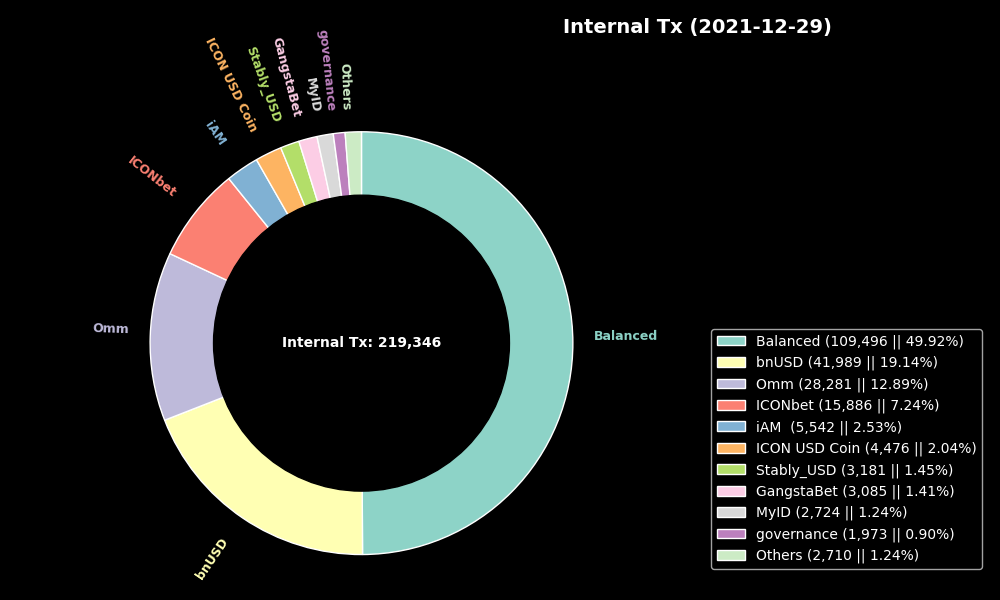 Internal Tx (2021-12-29)
governance
Others
GangstaBet
MyID
Stably_USD
ICON USD Coin
iAM
ICONbet
Omm
Internal Tx: 219,346
Balanced
bnUSD
Balanced (109,496 || 49.92%)
bnUSD (41,989 || 19.14%)
Omm (28,281 || 12.89%)
ICONbet (15,886 || 7.24%)
iAM  (5,542 || 2.53%)
ICON USD Coin (4,476 || 2.04%)
Stably_USD (3,181 || 1.45%)
GangstaBet (3,085 || 1.41%)
MyID (2,724 || 1.24%)
governance (1,973 || 0.90%)
Others (2,710 || 1.24%)